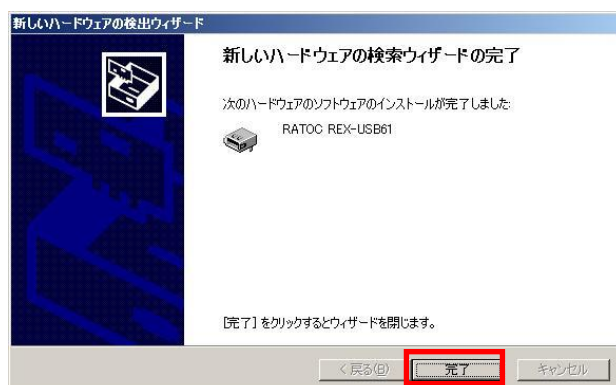 新しいハードウェアの検出ウィザード
新しいハードウェアの検索ウィザードの完了
次のハードウェアのソフトウェアのインストールが完了しました:
RATOC REX-USB61
[完了] をクリックするとウィザードを閉じます。
< 戻る(B) 完了 キャンセル